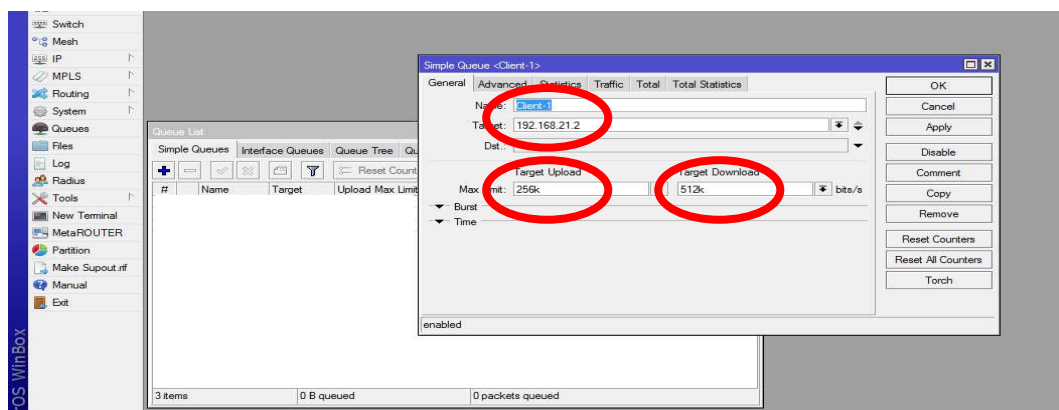 Switch
Mesh
IP
MPLS
Routing
System
Queues
Files
Log
Radius
Tools
New Terminal
MetaROUTER
Partition
Make Supout.rif
Manual
Exit
OS WinBox
Queue List
Simple Queues Interface Queues Queue Tree
Reset Count
# Name Target Upload Max Limit
3 items 0 B queued 0 packets queued
Simple Queue <Client-1>
General Advanced Statistics Traffic Total Total Statistics
Name: Client-1
Target: 192.168.21.2
Dst.:
Target Upload Target Download
Max Limit: 256k 512k bits/s
Burst
Time
enabled
OK
Cancel
Apply
Disable
Comment
Copy
Remove
Reset Counters
Reset All Counters
Torch